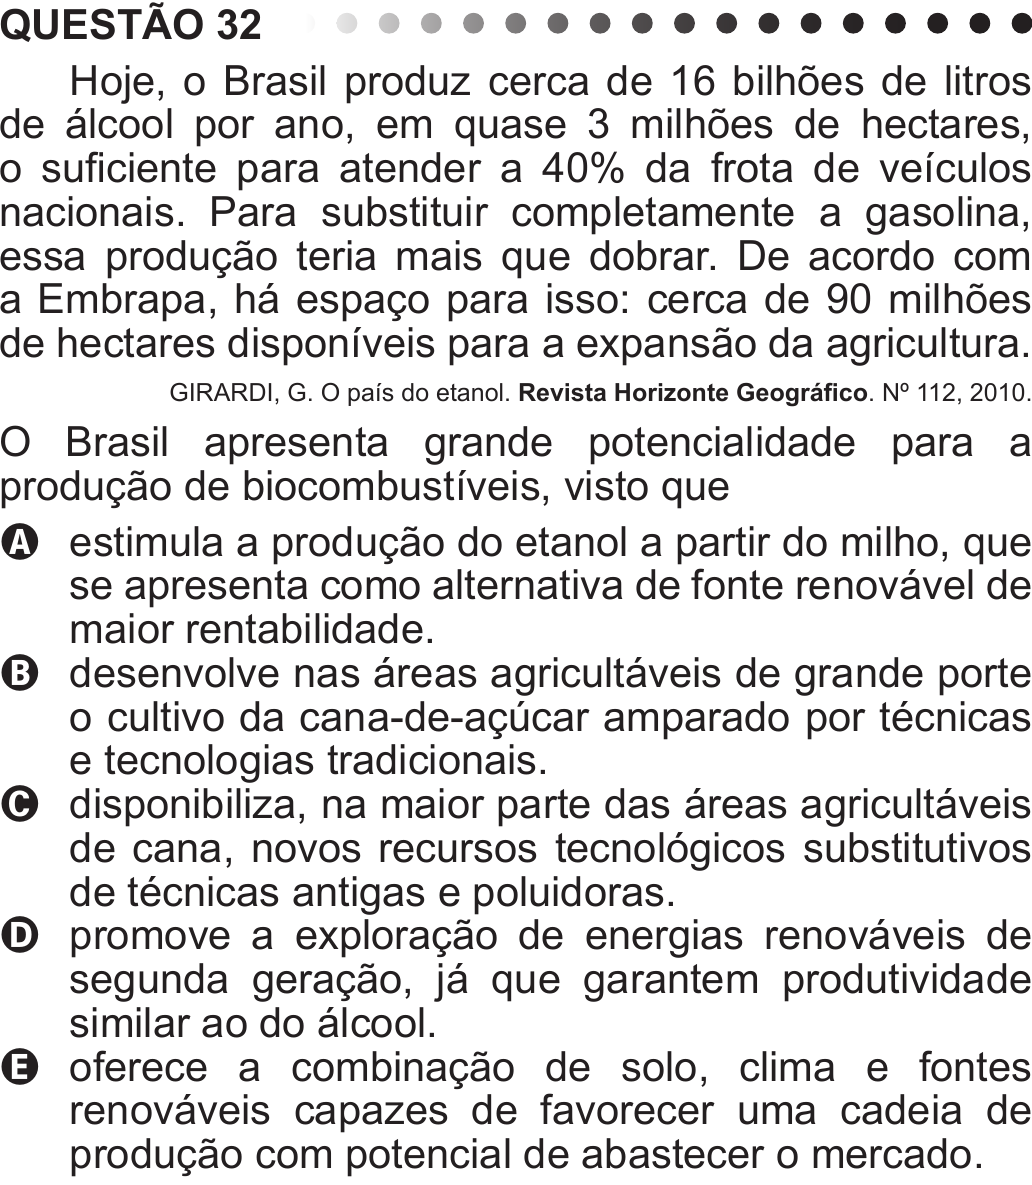 QUESTÃO 32
Hoje, o Brasil produz cerca de 16 bilhões de litros
de álcool por ano, em quase 3 milhões de hectares,
o suficiente para atender a 40% da frota de veículos
nacionais. Para substituir completamente a gasolina,
essa produção teria mais que dobrar. De acordo com
a Embrapa, há espaço para isso: cerca de 90 milhões
de hectares disponíveis para a expansão da agricultura.
GIRARDI, G. O país do etanol. Revista Horizonte Geográfico. Nº 112, 2010.
O Brasil apresenta grande potencialidade para a
produção de biocombustíveis, visto que
A estimula a produção do etanol a partir do milho, que
se apresenta como alternativa de fonte renovável de
maior rentabilidade.
B desenvolve nas áreas agricultáveis de grande porte
o cultivo da cana-de-açúcar amparado por técnicas
e tecnologias tradicionais.
C disponibiliza, na maior parte das áreas agricultáveis
de cana, novos recursos tecnológicos substitutivos
de técnicas antigas e poluidoras.
D promove a exploração de energias renováveis de
segunda geração, já que garantem produtividade
similar ao do álcool.
E oferece a combinação de solo, clima e fontes
renováveis capazes de favorecer uma cadeia de
produção com potencial de abastecer o mercado.